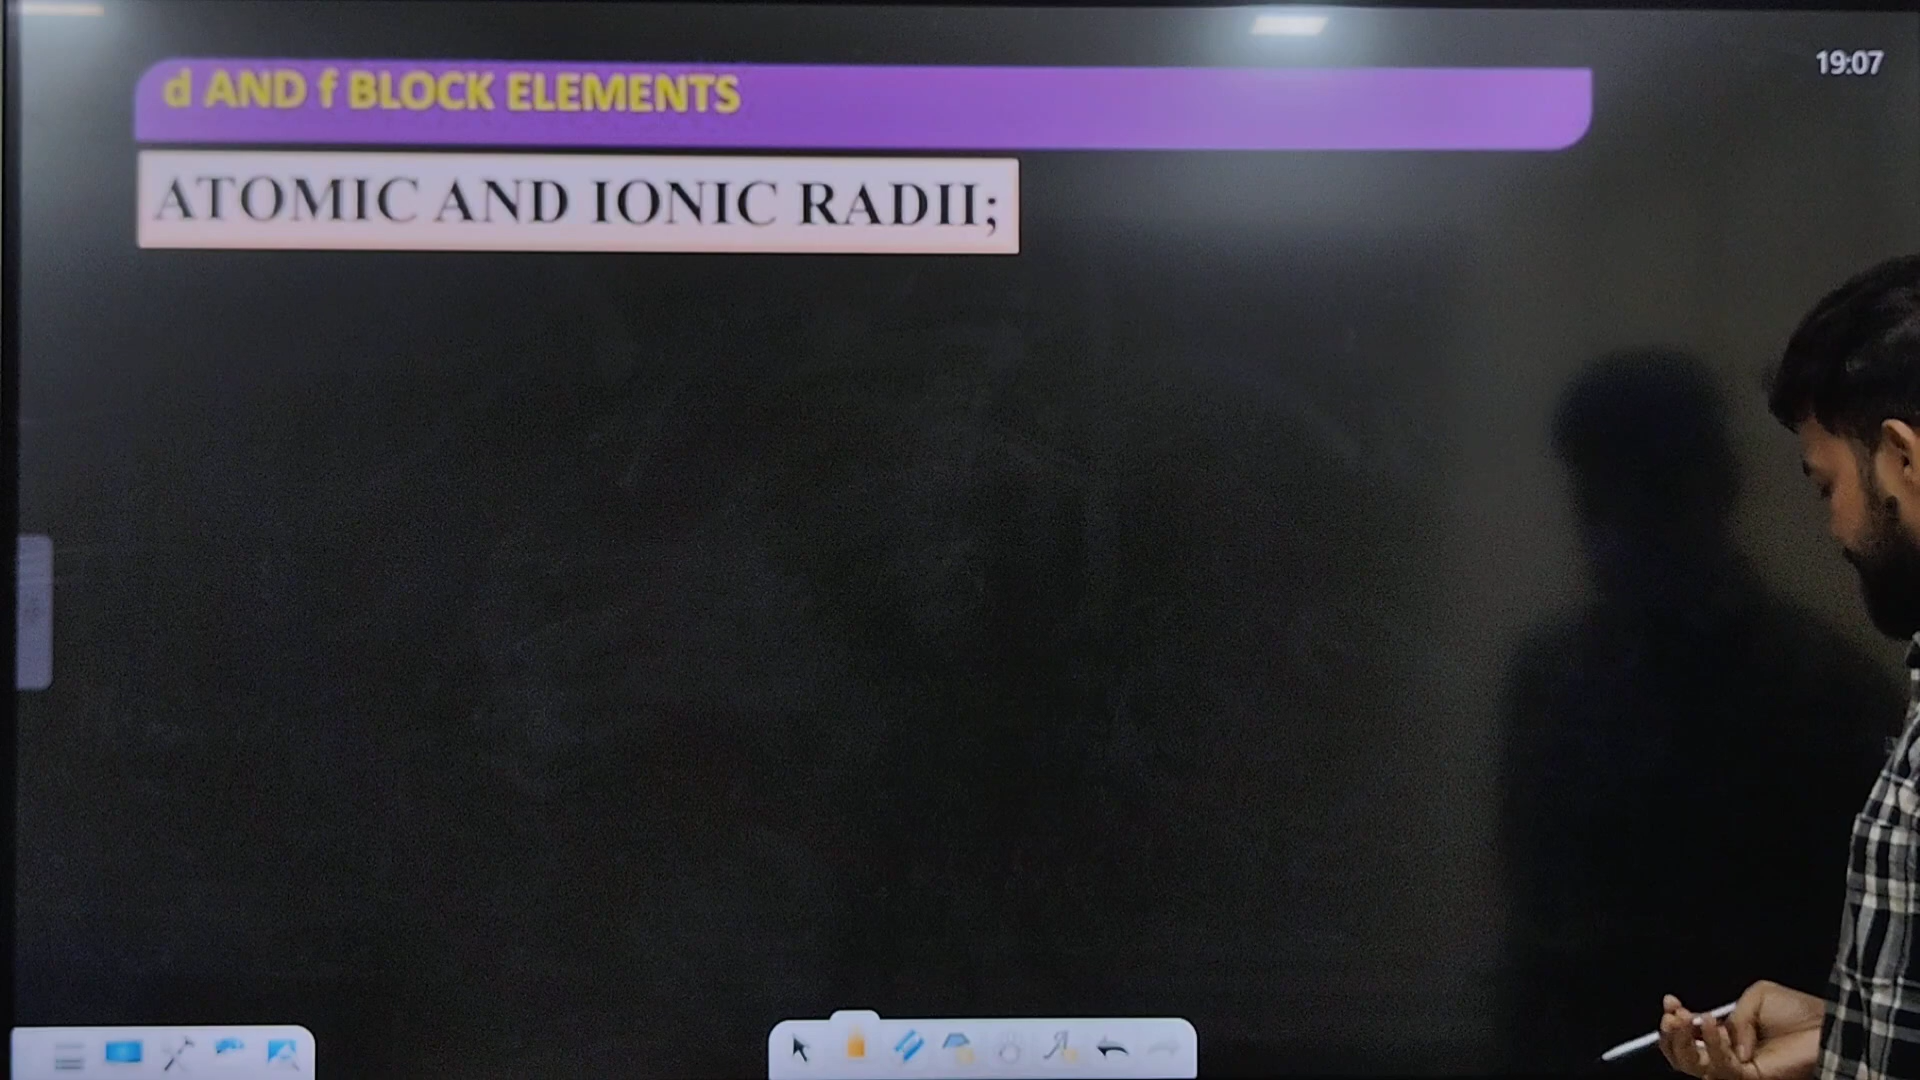 19:07
d AND f BLOCK ELEMENTS
ATOMIC AND IONIC RADII;